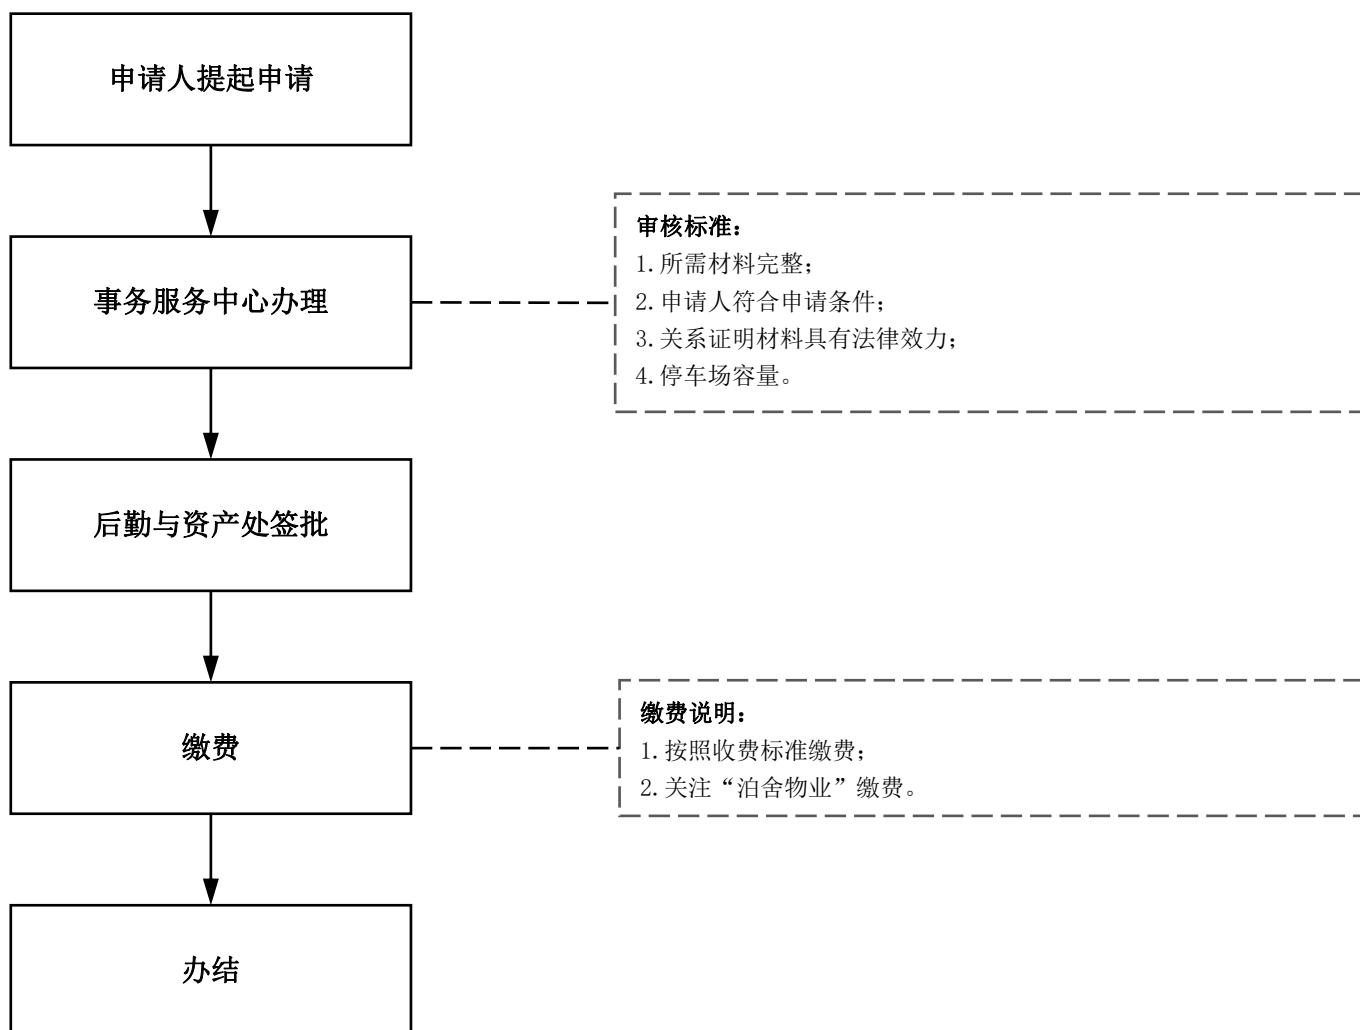 申请人提起申请
事务服务中心办理
审核标准：
1.所需材料完整；
2.申请人符合申请条件；
3.关系证明材料具有法律效力；
4.停车场容量。
后勤与资产处签批
缴费
缴费说明：
1.按照收费标准缴费；
2.关注“泊舍物业”缴费。
办结